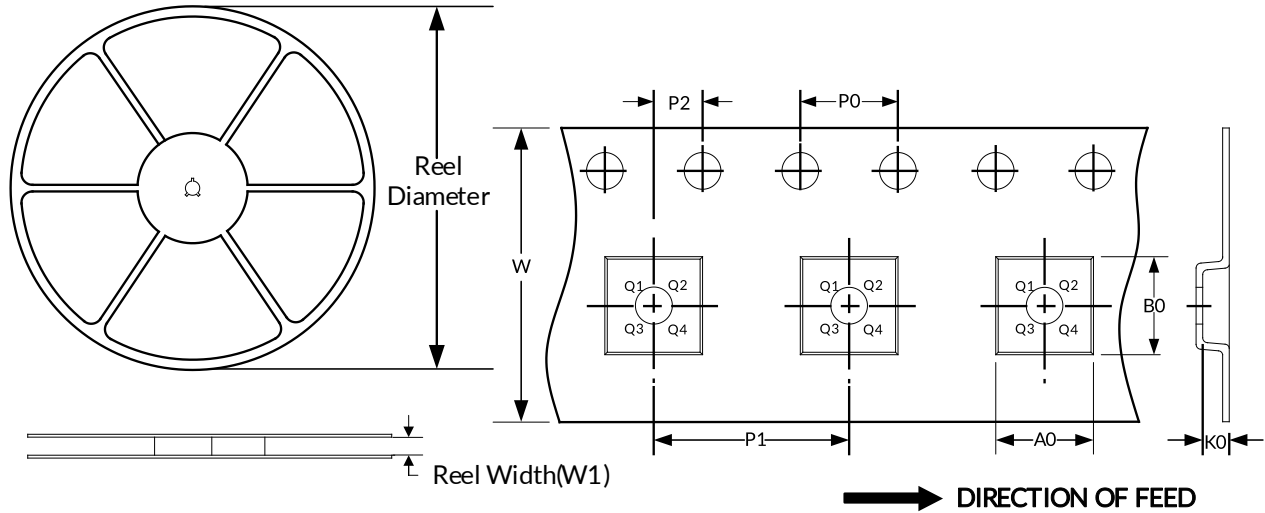 P2
P0
Reel
Diameter
W
Q1 Q2
Q3 Q4
Q1 Q2
Q3 Q4
Q1 Q2
Q3 Q4
B0
P1
A0
K0
Reel Width(W1)
DIRECTION OF FEED